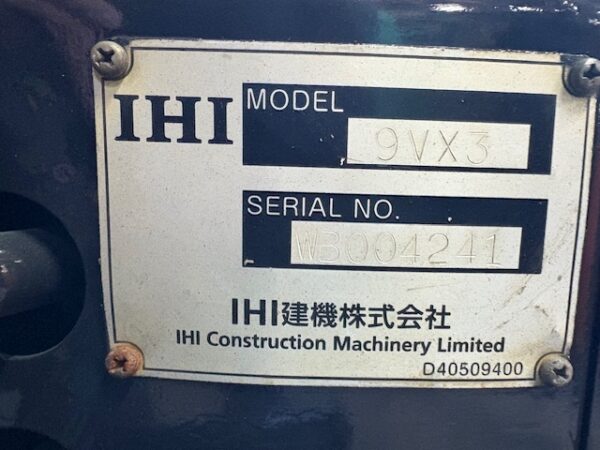 IHI
MODEL
9VX3
SERIAL NO.
WB004241
IHI建機株式会社
IHI Construction Machinery Limited
D40509400